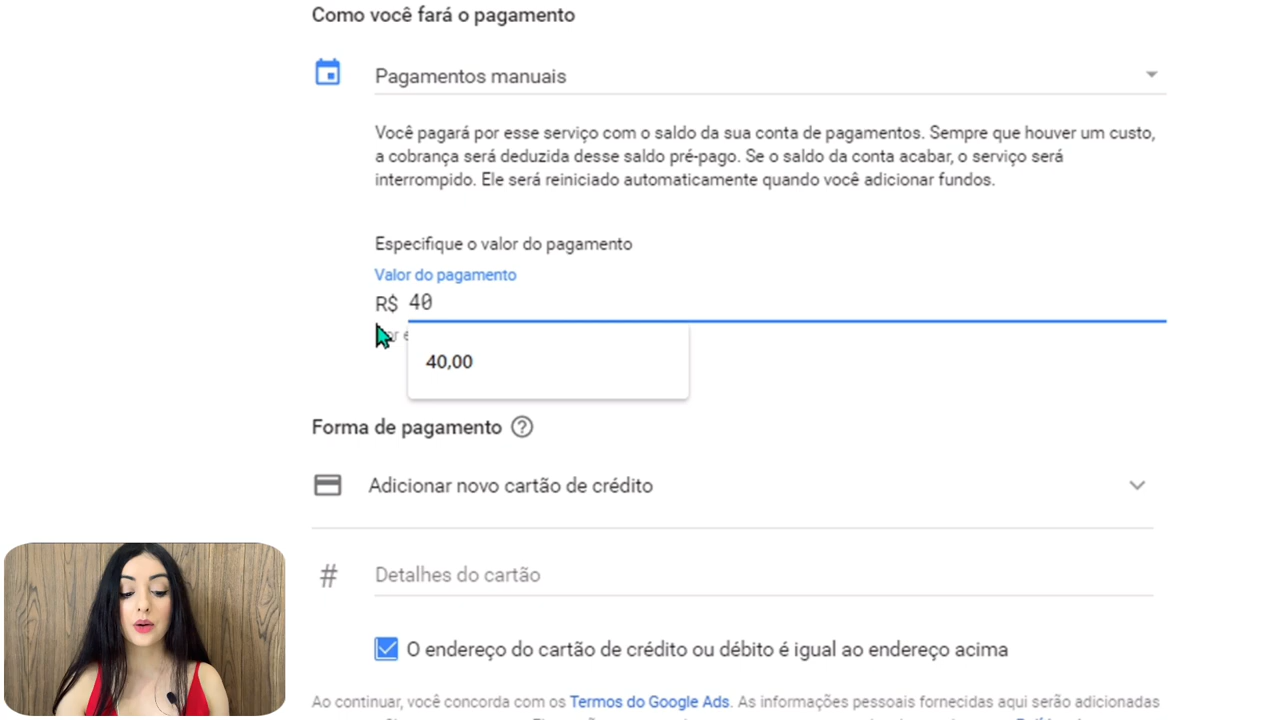 Como você fará o pagamento
Pagamentos manuais
Você pagará por esse serviço com o saldo da sua conta de pagamentos. Sempre que houver um custo,
a cobrança será deduzida desse saldo pré-pago. Se o saldo da conta acabar, o serviço será
interrompido. Ele será reiniciado automaticamente quando você adicionar fundos.
Especifique o valor do pagamento
Valor do pagamento
R$ 40
40,00
Forma de pagamento ?
Adicionar novo cartão de crédito
# Detalhes do cartão
O endereço do cartão de crédito ou débito é igual ao endereço acima
Ao continuar, você concorda com os Termos do Google Ads. As informações pessoais fornecidas aqui serão adicionadas